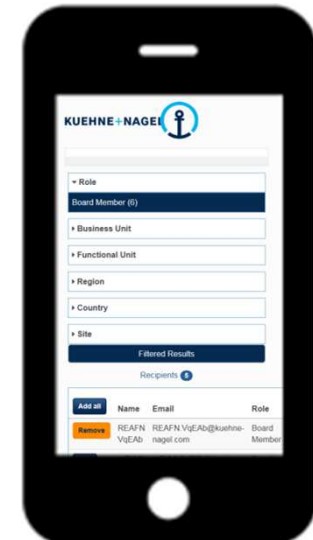 KUEHNE+NAGEL
Role
Board Member (6)
Business Unit
Functional Unit
Region
Country
Site
Filtered Results
Recipients 6
Add all Name Email Role
Remove REAFN REAFN.VqEAb@kuehne- Board
VqEAb nagel.com Member